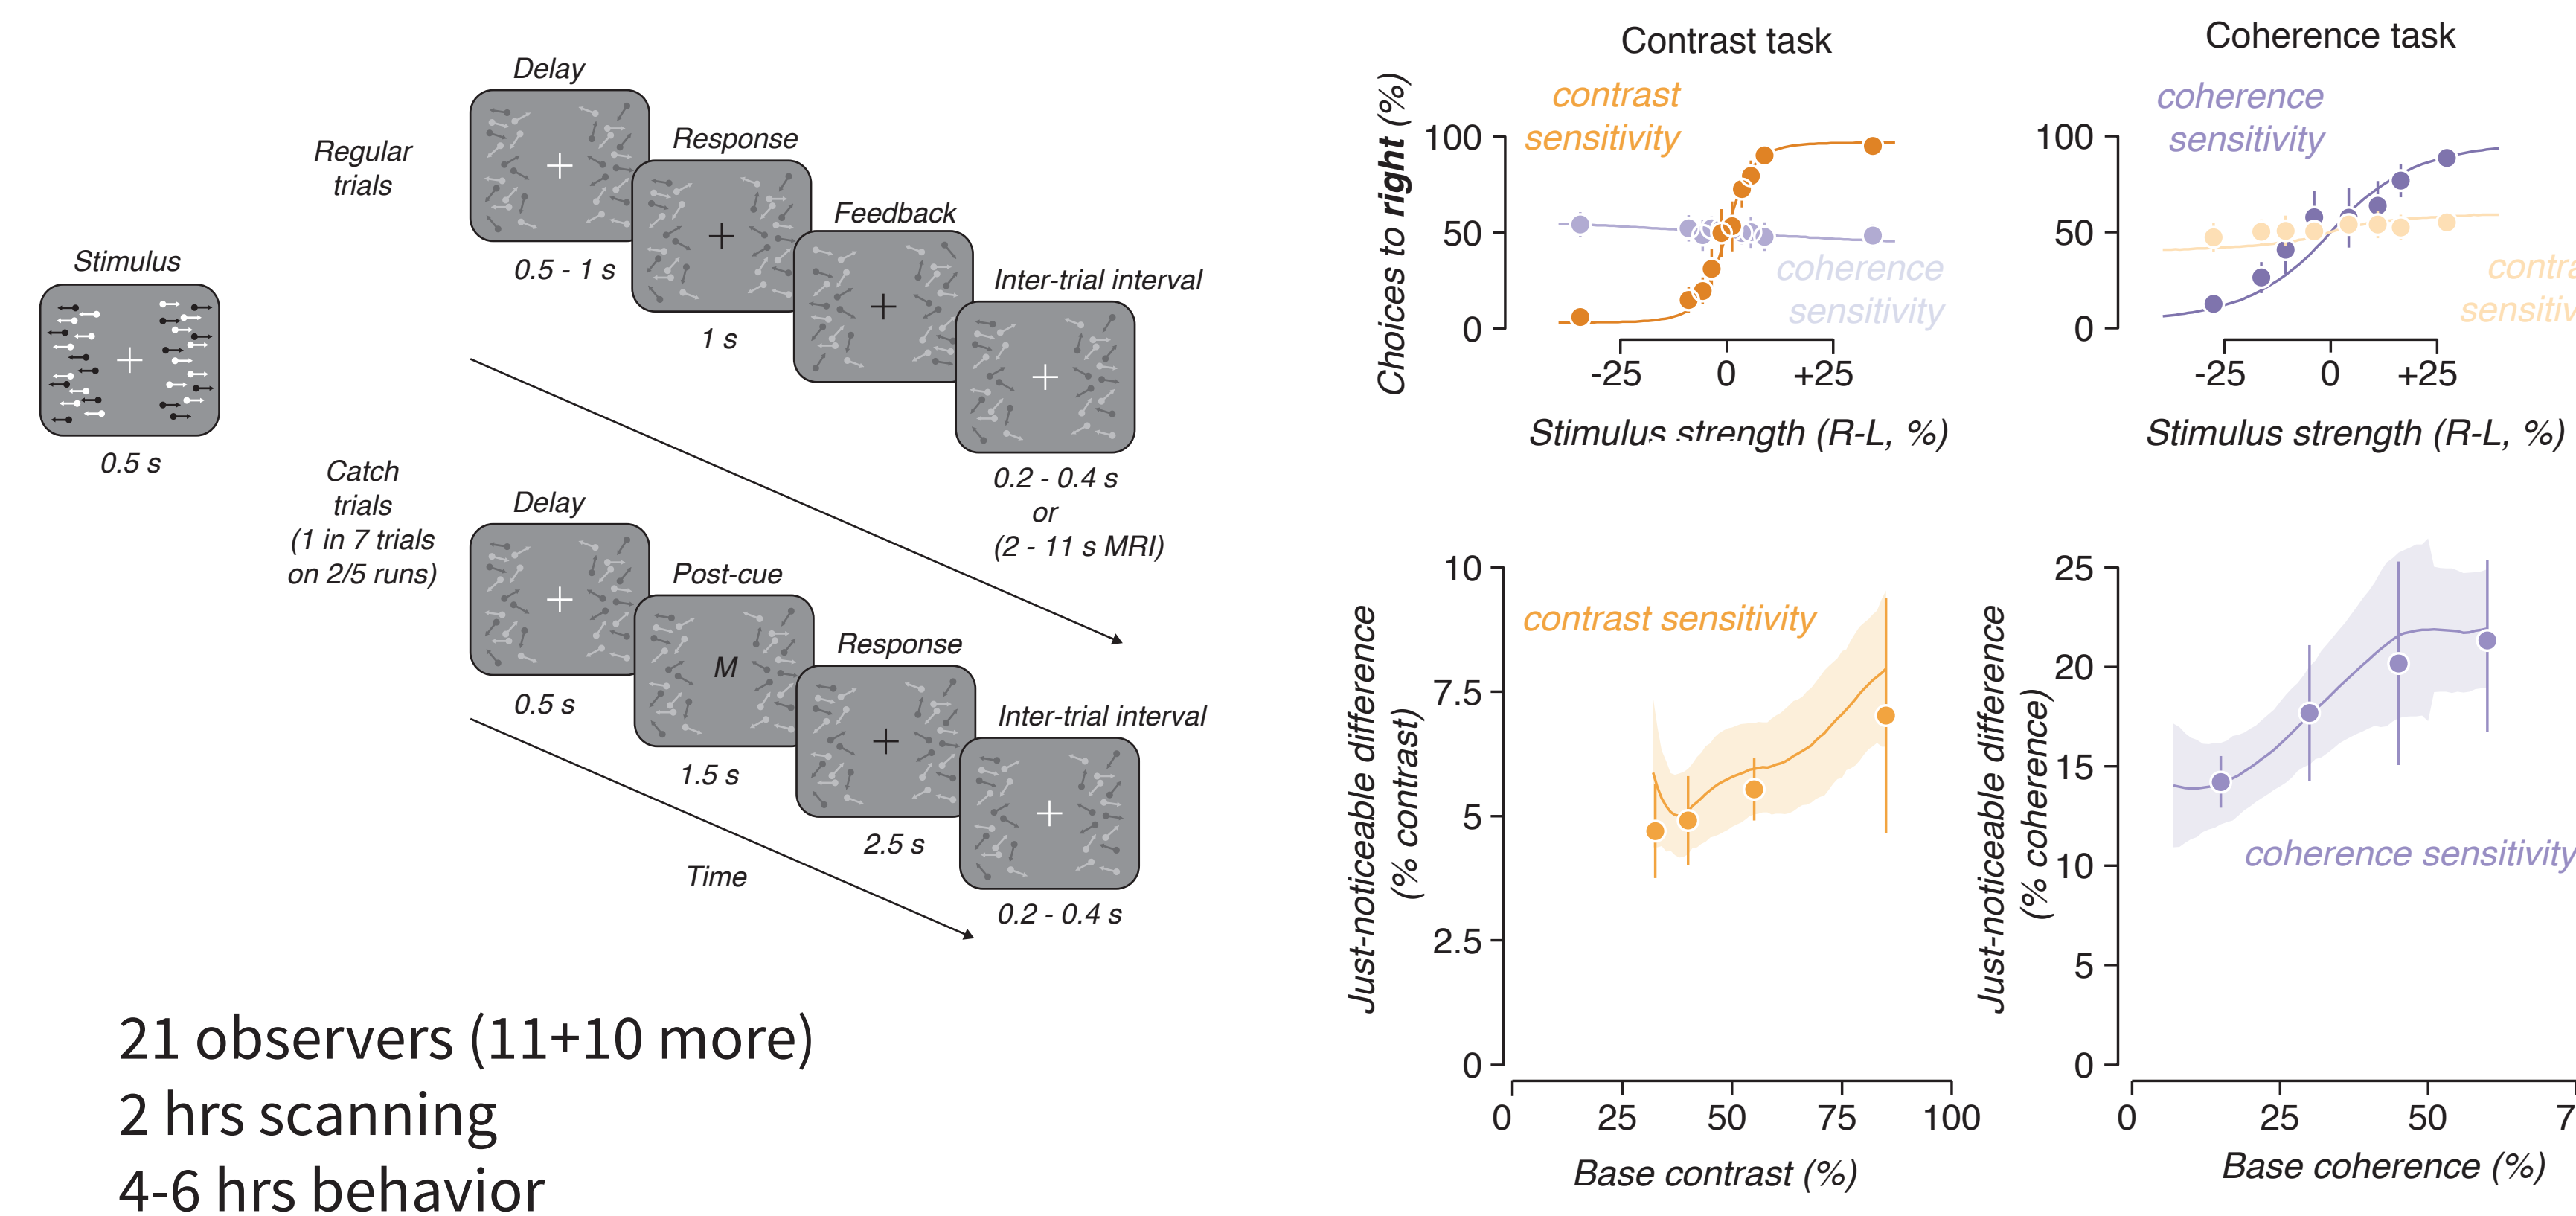 Stimulus
0.5 s
Regular
trials
Delay
0.5 - 1 s
Response
1 s
Feedback
Inter-trial interval
0.2 - 0.4 s
or
(2 - 11 s MRI)
Catch
trials
(1 in 7 trials
on 2/5 runs)
Delay
0.5 s
Post-cue
M
1.5 s
Response
2.5 s
Inter-trial interval
0.2 - 0.4 s
Time
21 observers (11+10 more)
2 hrs scanning
4-6 hrs behavior
Contrast task
Choices to right (%)
contrast
sensitivity
coherence
sensitivity
100
50
0
-25 0 +25
Stimulus strength (R-L, %)
Coherence task
coherence
sensitivity
contra
sensitiv
100
50
0
-25 0 +25
Stimulus strength (R-L, %)
Just-noticeable difference
(% contrast)
contrast sensitivity
10
7.5
5
2.5
0
0 25 50 75 100
Base contrast (%)
Just-noticeable difference
(% coherence)
coherence sensitivity
25
20
15
10
5
0
0 25 50 7
Base coherence (%)